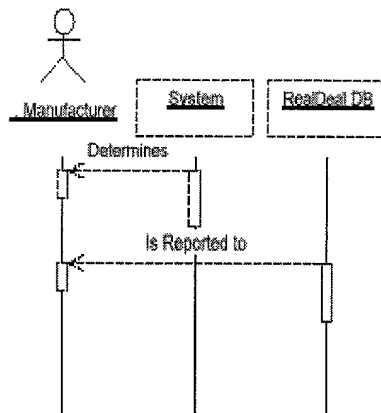 Manufacturer
System
RealDeal DB
Determines
Is Reported to